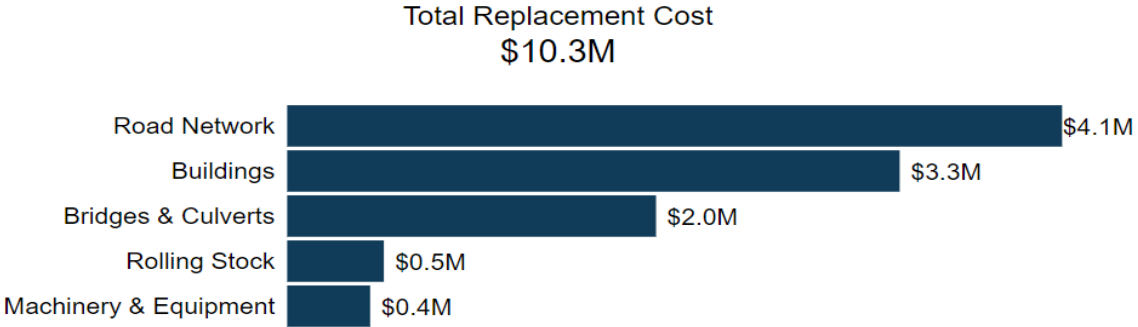 Total Replacement Cost
$10.3M
Road Network $4.1M
Buildings $3.3M
Bridges & Culverts $2.0M
Rolling Stock $0.5M
Machinery & Equipment $0.4M